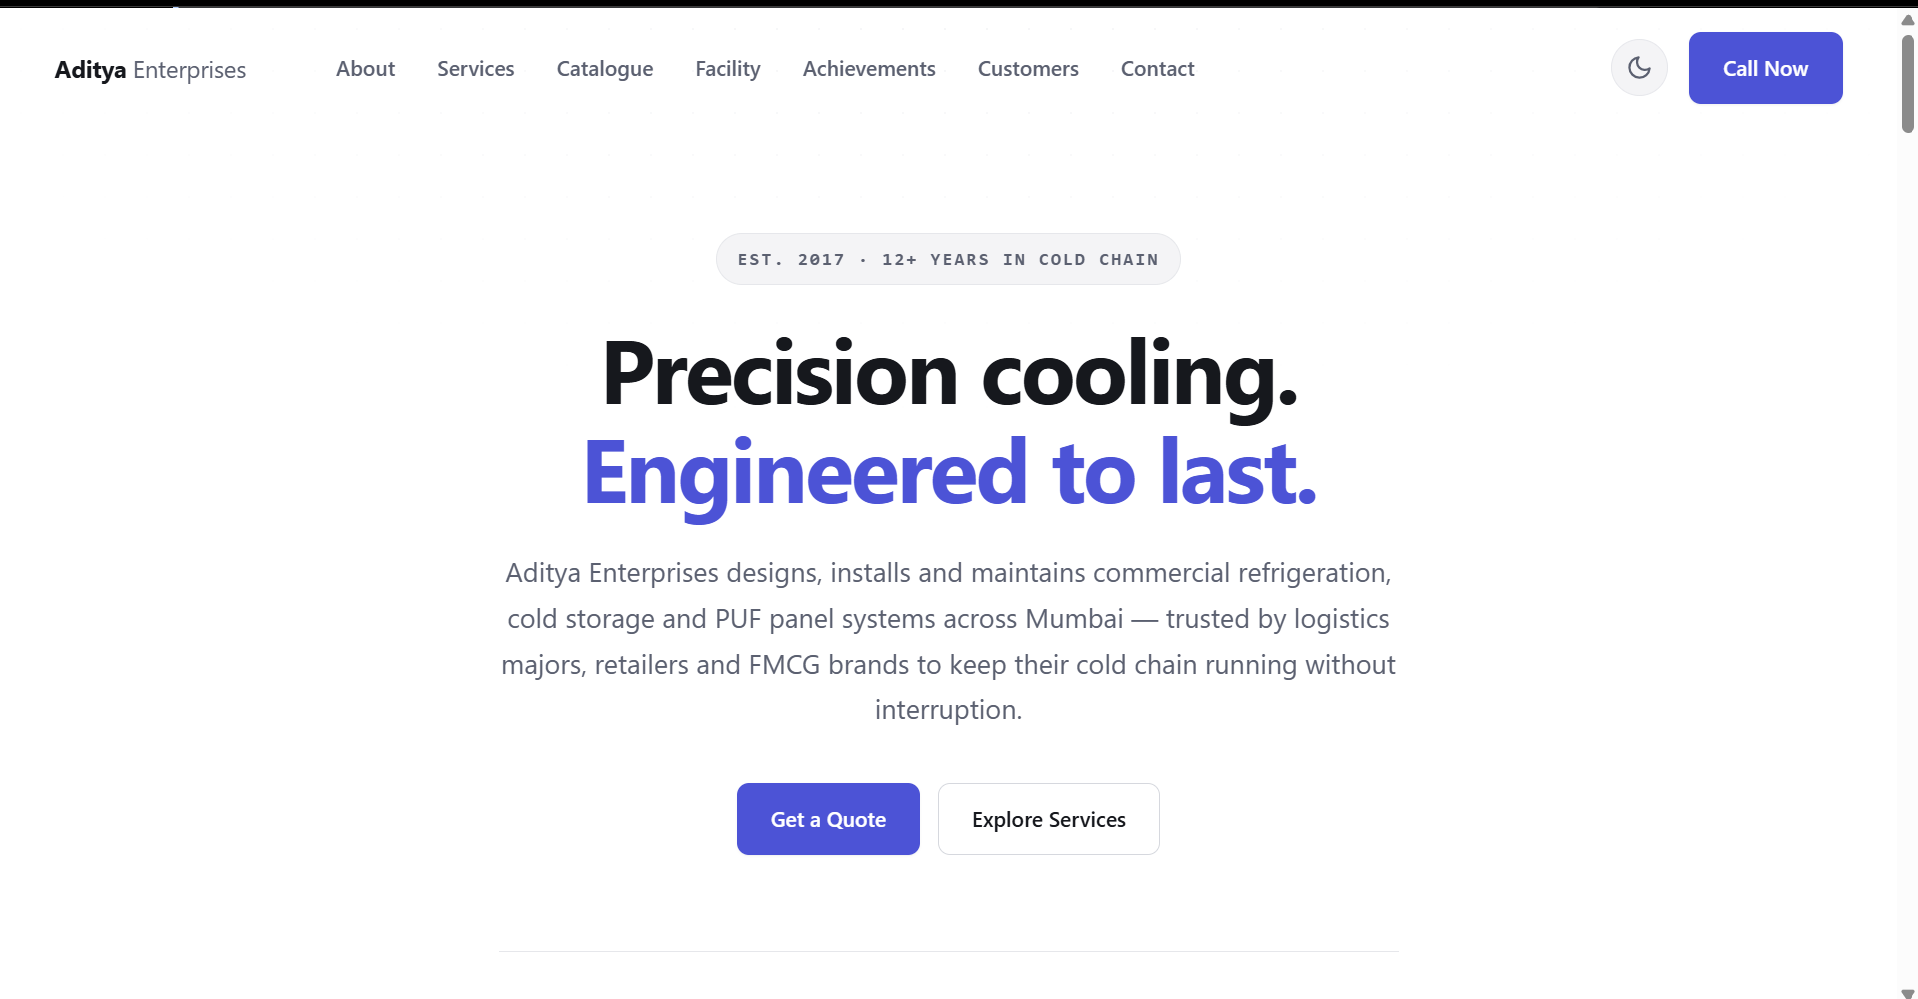 Aditya Enterprises
About
Services
Catalogue
Facility
Achievements
Customers
Contact
Call Now
EST. 2017 · 12+ YEARS IN COLD CHAIN
Precision cooling.
Engineered to last.
Aditya Enterprises designs, installs and maintains commercial refrigeration,
cold storage and PUF panel systems across Mumbai — trusted by logistics
majors, retailers and FMCG brands to keep their cold chain running without
interruption.
Get a Quote
Explore Services